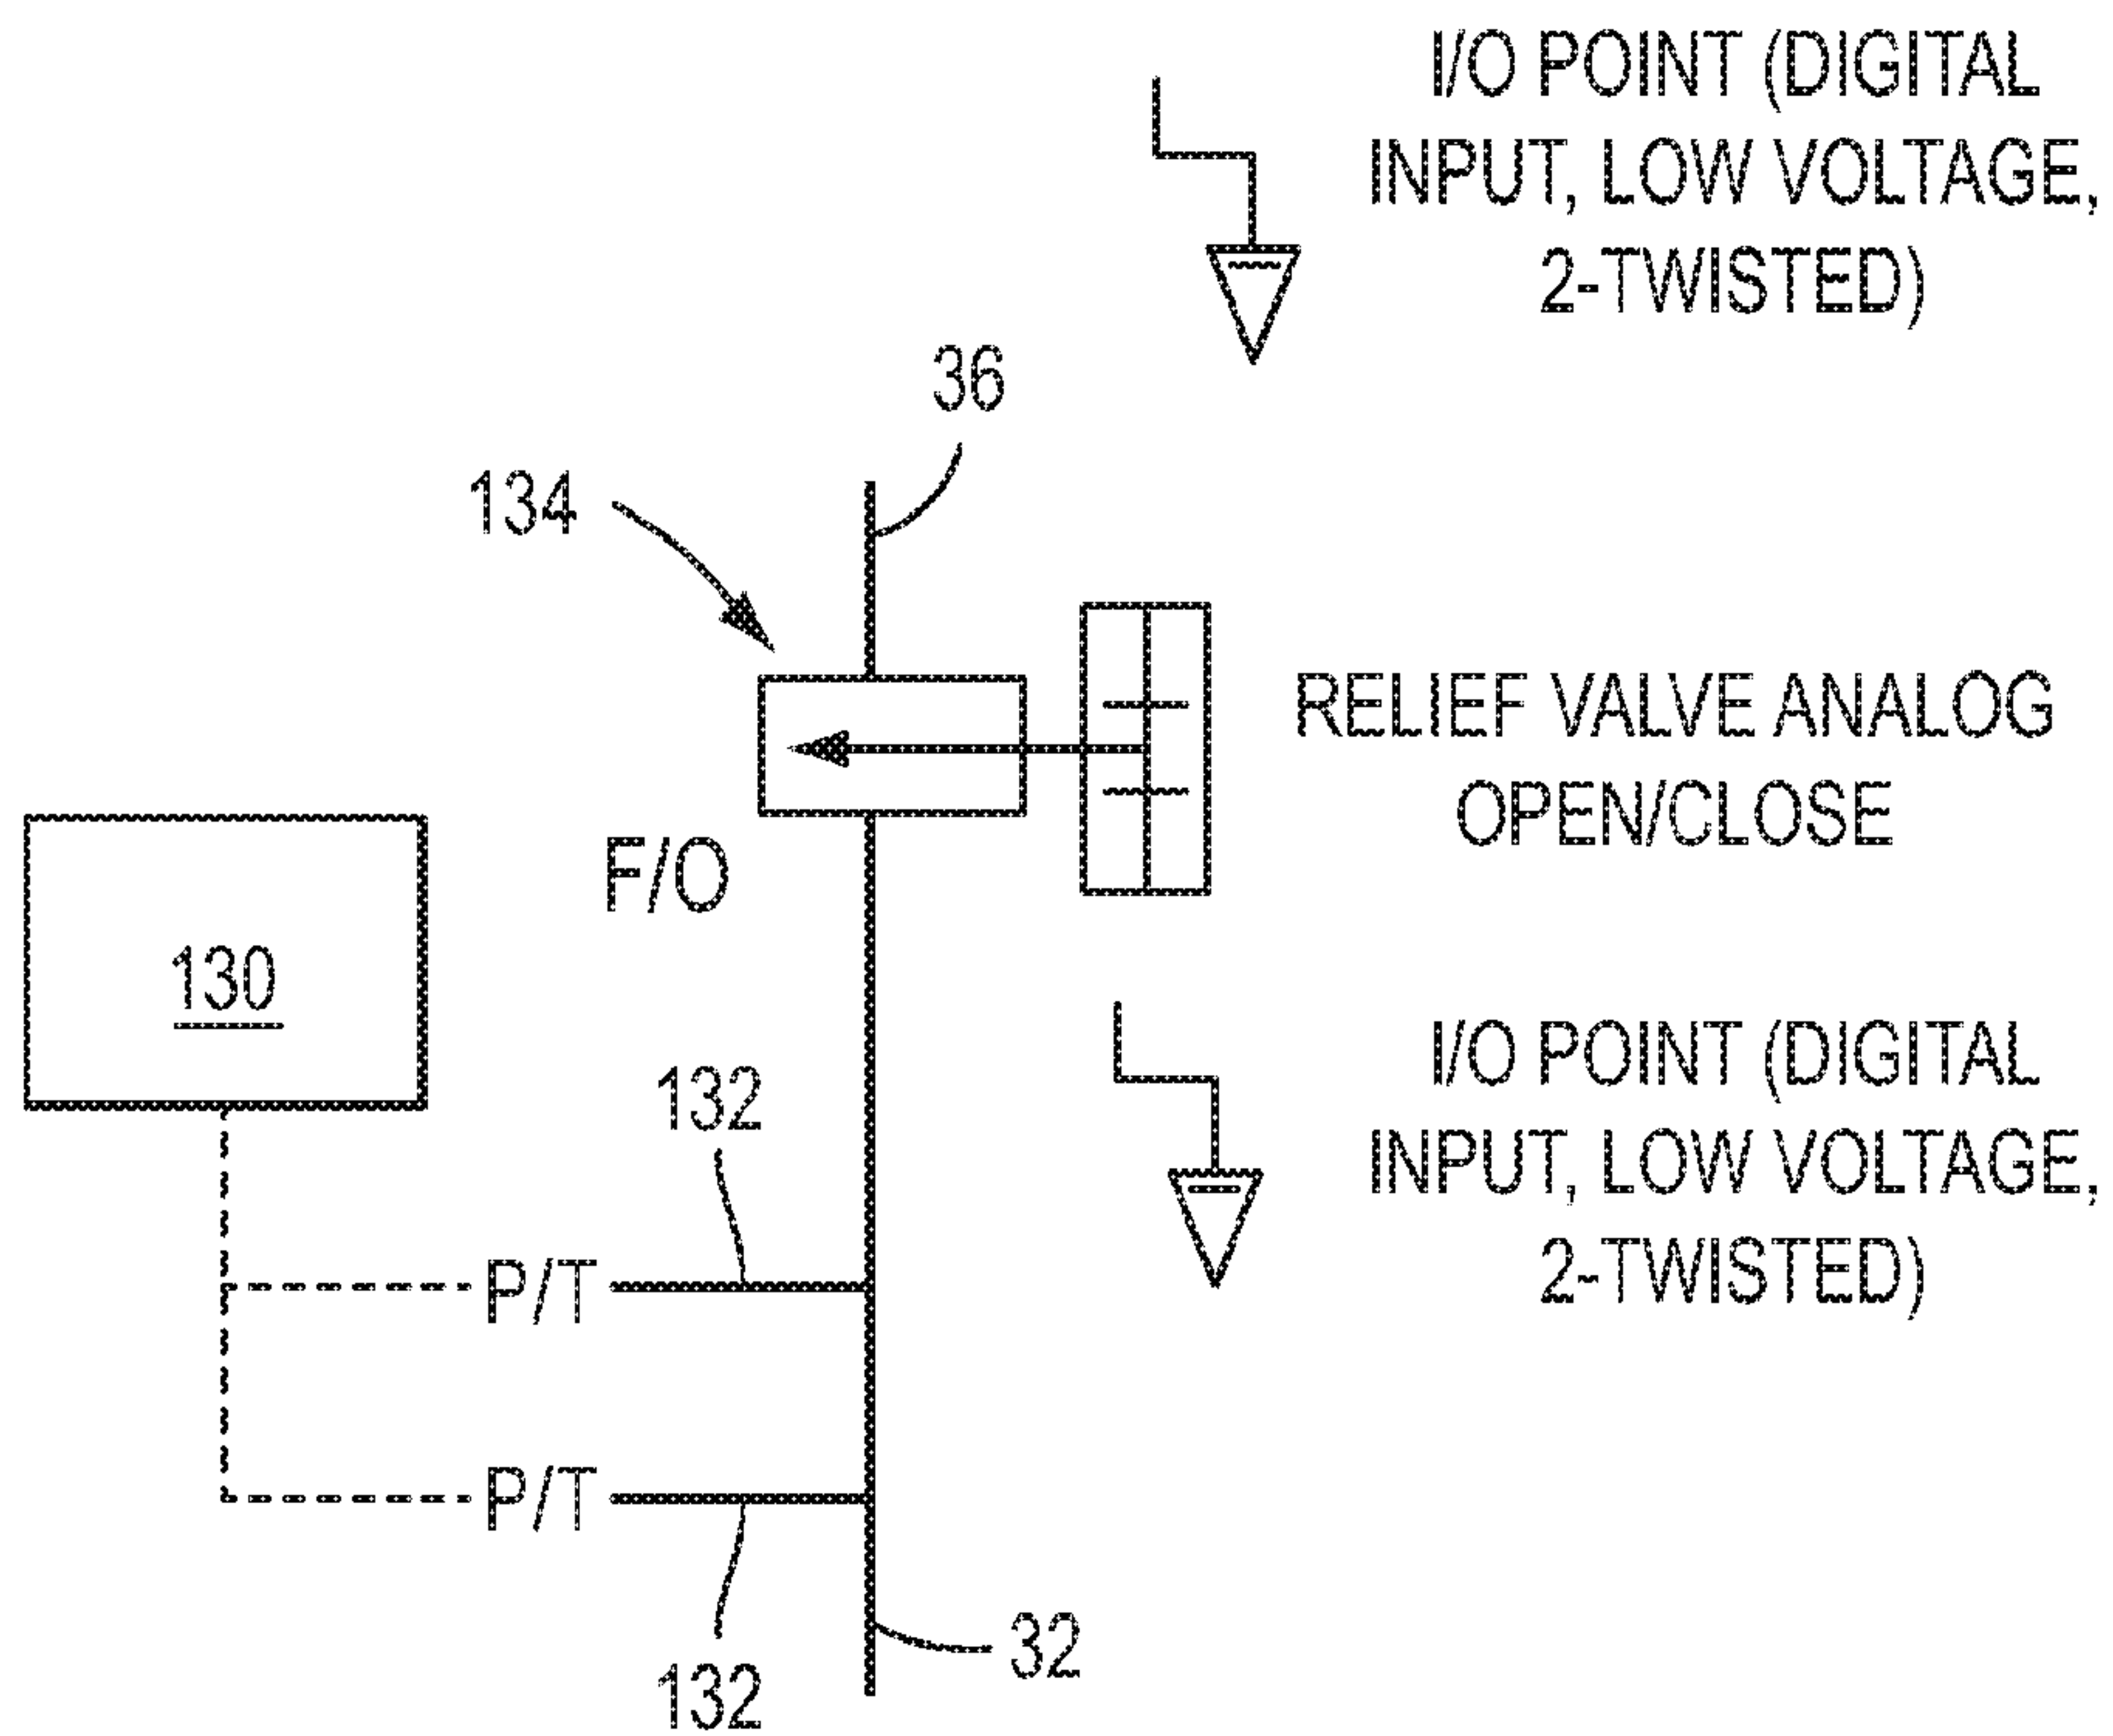 I/O POINT (DIGITAL
INPUT, LOW VOLTAGE,
2-TWISTED)
36
134
RELIEF VALVE ANALOG
OPEN/CLOSE
F/O
130
I/O POINT (DIGITAL
INPUT, LOW VOLTAGE,
2-TWISTED)
132
P/T
P/T
32
132